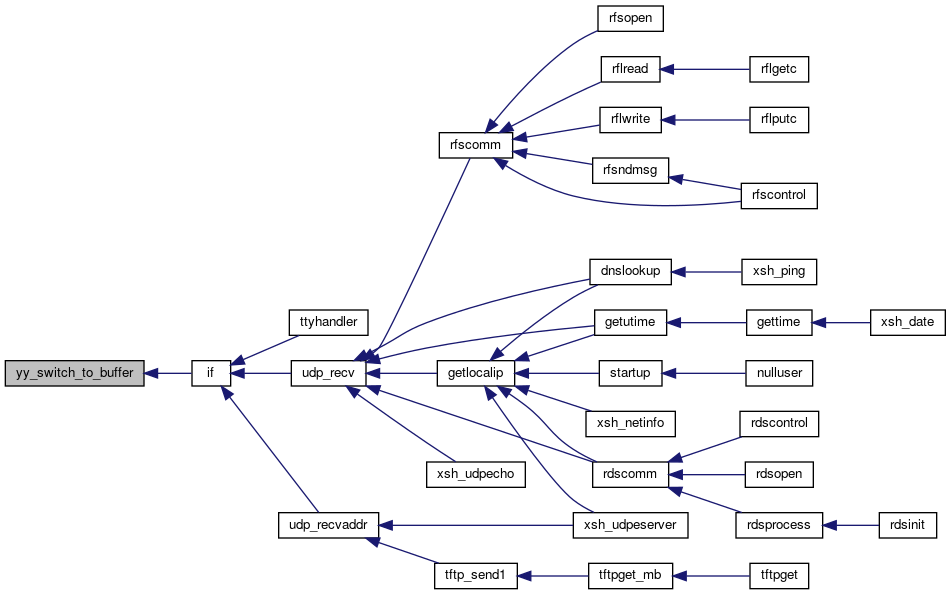 rfsopen
rflread
rflgetc
rflwrite
rflputc
rfscomm
rfsndmsg
rfscontrol
dnslookup
xsh_ping
ttyhandler
getutime
gettime
xsh_date
yy_switch_to_buffer
if
udp_recv
getlocalip
startup
nulluser
xsh_netinfo
rdscontrol
xsh_udpecho
rdscomm
rdsopen
udp_recvaddr
xsh_udpeserver
rdsprocess
rdsinit
tftp_send1
tftpget_mb
tftpget